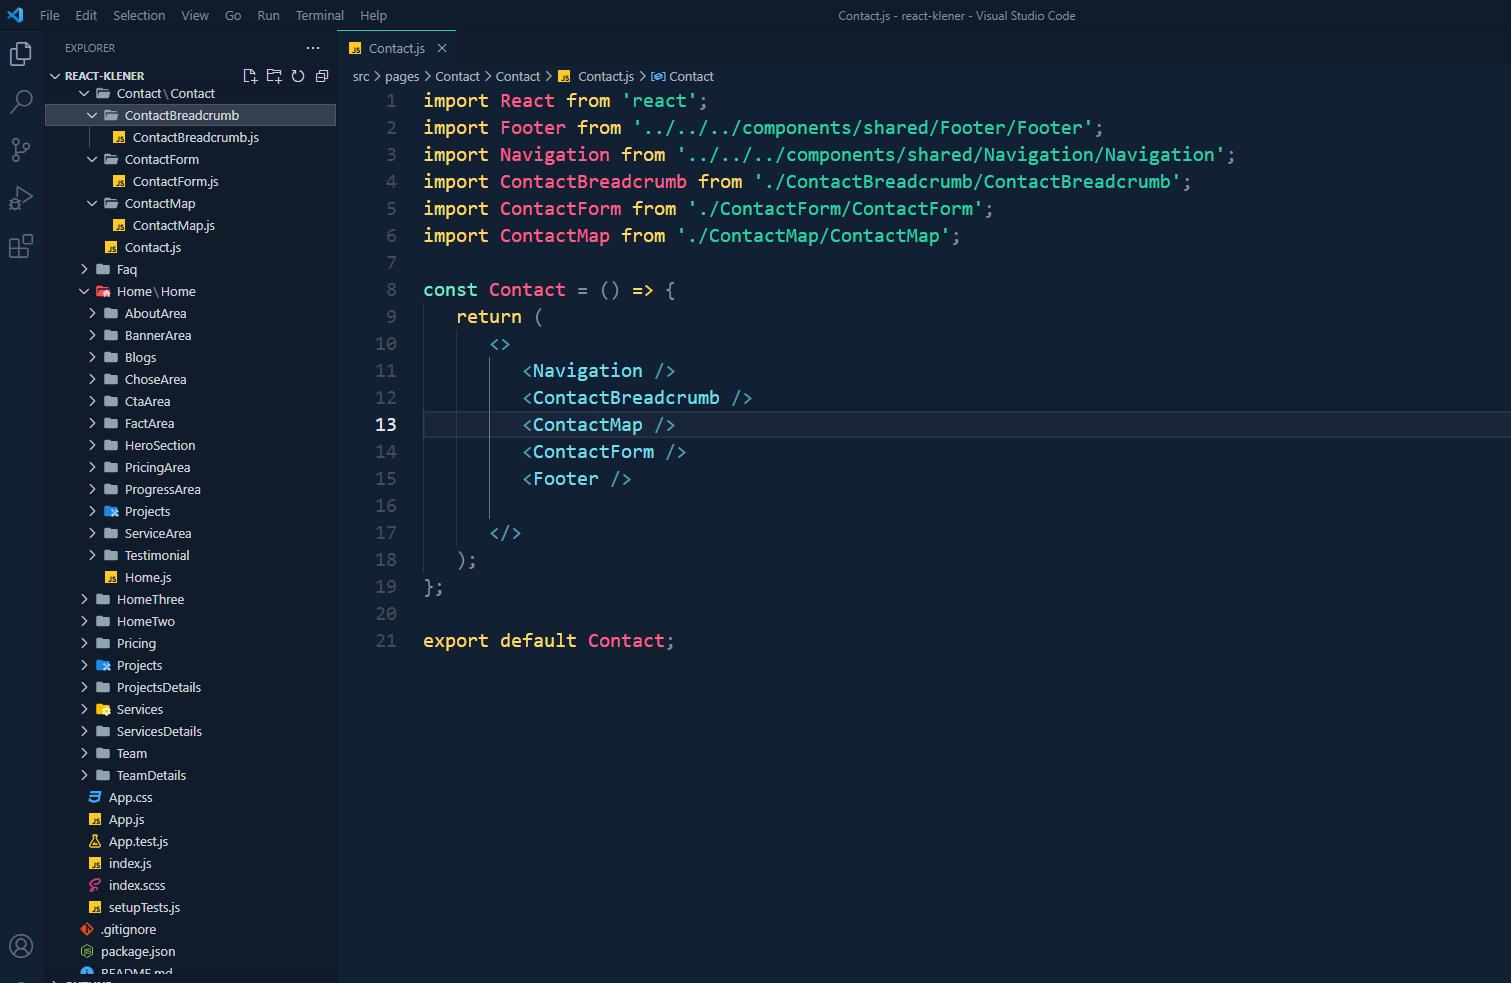 File Edit Selection View Go Run Terminal Help
Contact.js - react-klener - Visual Studio Code
EXPLORER
REACT-KLENER
Contact\Contact
ContactBreadcrumb
ContactBreadcrumb.js
ContactForm
ContactForm.js
ContactMap
ContactMap.js
Contact.js
Faq
Home\Home
AboutArea
BannerArea
Blogs
ChoseArea
CtaArea
FactArea
HeroSection
PricingArea
ProgressArea
Projects
ServiceArea
Testimonial
Home.js
HomeThree
HomeTwo
Pricing
Projects
ProjectsDetails
Services
ServicesDetails
Team
TeamDetails
App.css
App.js
App.test.js
index.js
index.scss
setupTests.js
.gitignore
package.json
README.md
JS Contact.js
src > pages > Contact > Contact > JS Contact.js > Contact
1 import React from 'react';
2 import Footer from '../../../components/shared/Footer/Footer';
3 import Navigation from '../../../components/shared/Navigation/Navigation';
4 import ContactBreadcrumb from './ContactBreadcrumb/ContactBreadcrumb';
5 import ContactForm from './ContactForm/ContactForm';
6 import ContactMap from './ContactMap/ContactMap';
7
8 const Contact = () => {
9 return (
10 <>
11 <Navigation />
12 <ContactBreadcrumb />
13 <ContactMap />
14 <ContactForm />
15 <Footer />
16
17 </>
18 );
19 };
20
21 export default Contact;